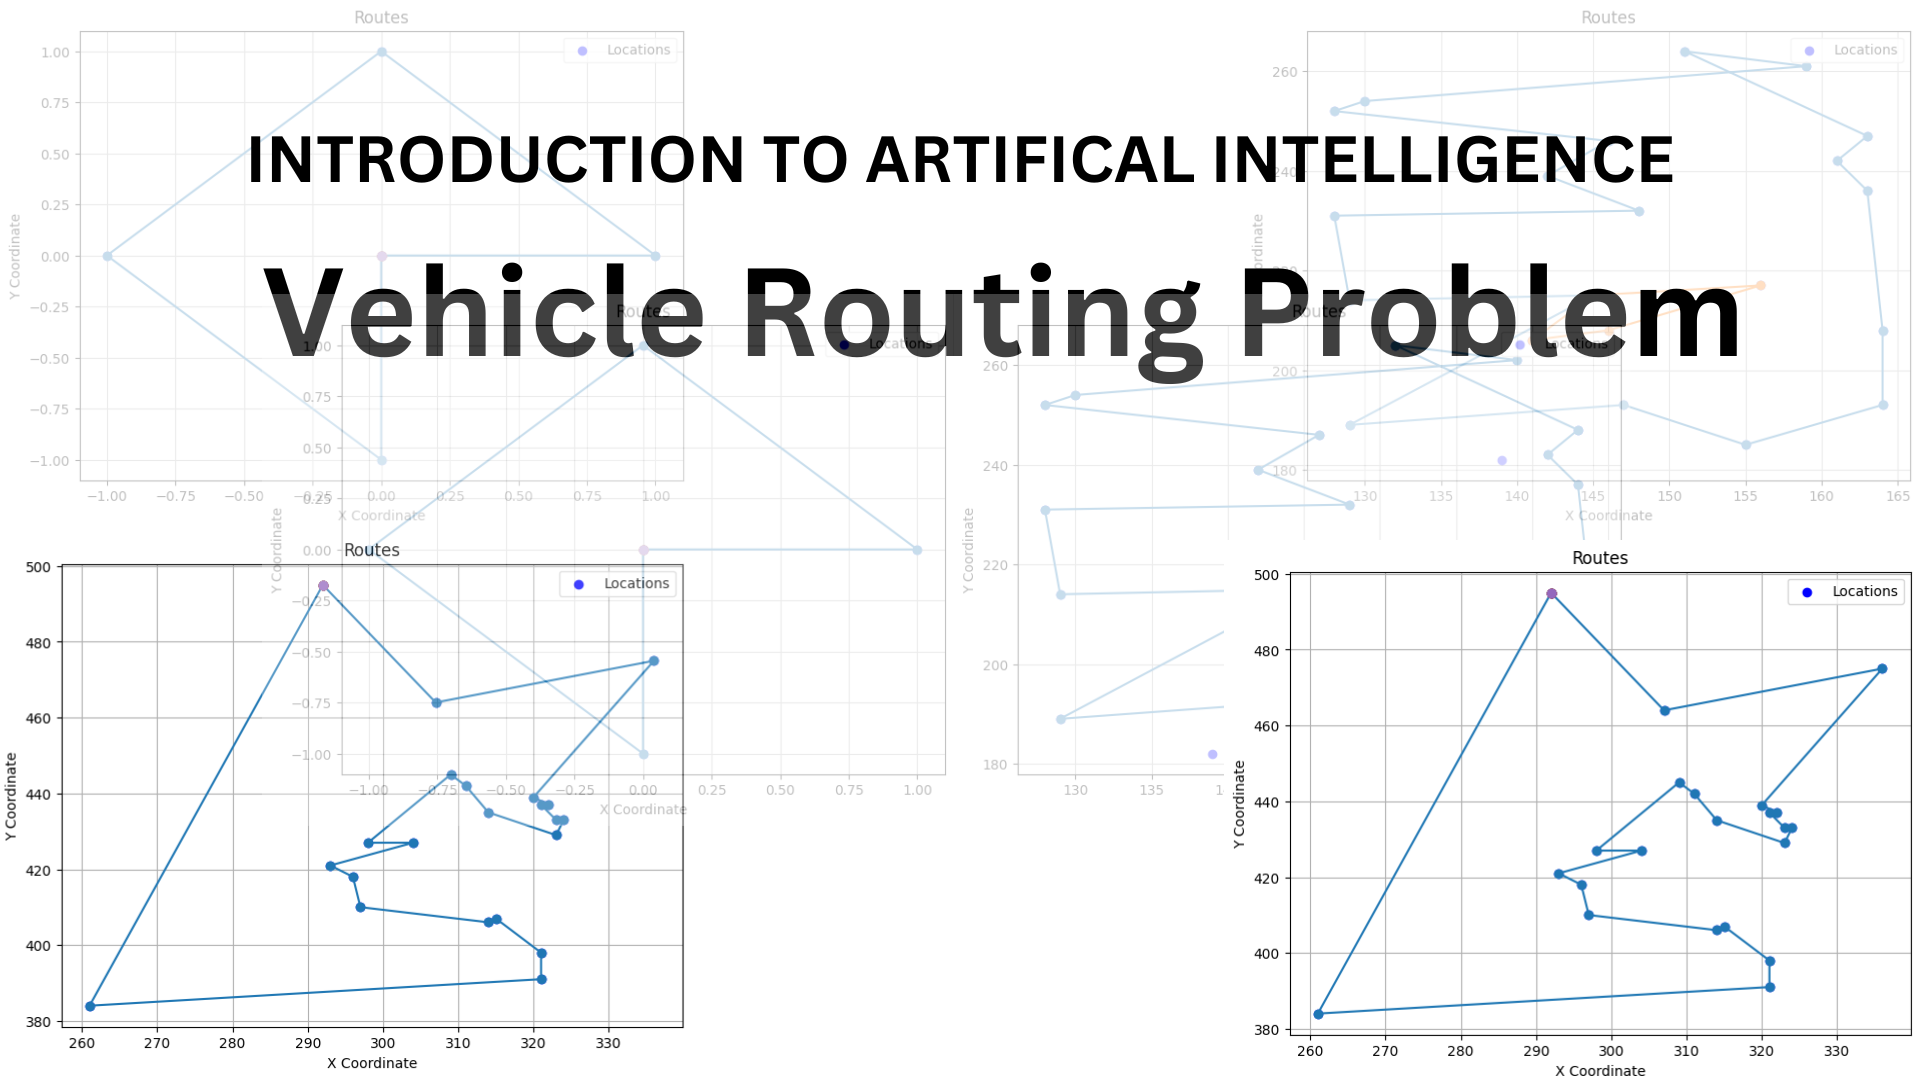 Routes
Locations
1.00
0.75
0.50
0.25
0.00
−0.25
−0.50
−0.75
−1.00
Y Coordinate
−1.00 −0.75 −0.50 −0.25 0.00 0.25 0.50 0.75 1.00
X Coordinate
Routes
Locations
260
240
200
180
130 135 140 145 150 155 160 165
X Coordinate
INTRODUCTION TO ARTIFICAL INTELLIGENCE
Vehicle Routing Problem
Routes
Locations
1.00
0.75
0.50
0.25
0.00
−0.25
−0.50
−0.75
−1.00
Y Coordinate
−1.00 −0.75 −0.50 −0.25 0.00 0.25 0.50 0.75 1.00
X Coordinate
Routes
Locations
260
240
220
200
180
Y Coordinate
130 135
Routes
Locations
500
480
460
440
420
400
380
Y Coordinate
260 270 280 290 300 310 320 330
X Coordinate
Routes
Locations
500
480
460
440
420
400
380
Y Coordinate
260 270 280 290 300 310 320 330
X Coordinate